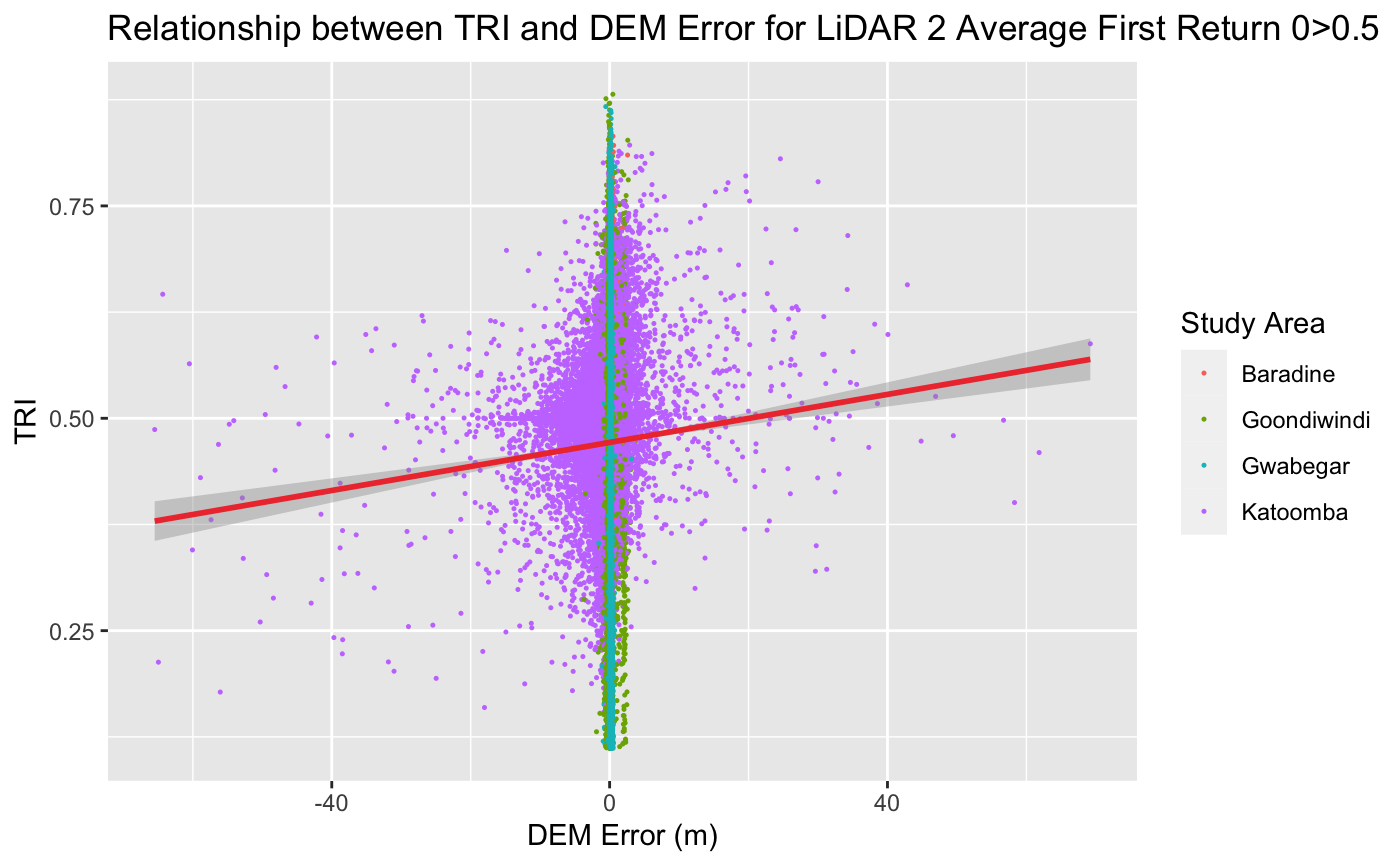 Relationship between TRI and DEM Error for LiDAR 2 Average First Return 0>0.5
TRI
0.75
0.50
0.25
-40
0
40
DEM Error (m)
Study Area
Baradine
Goondiwindi
Gwabegar
Katoomba